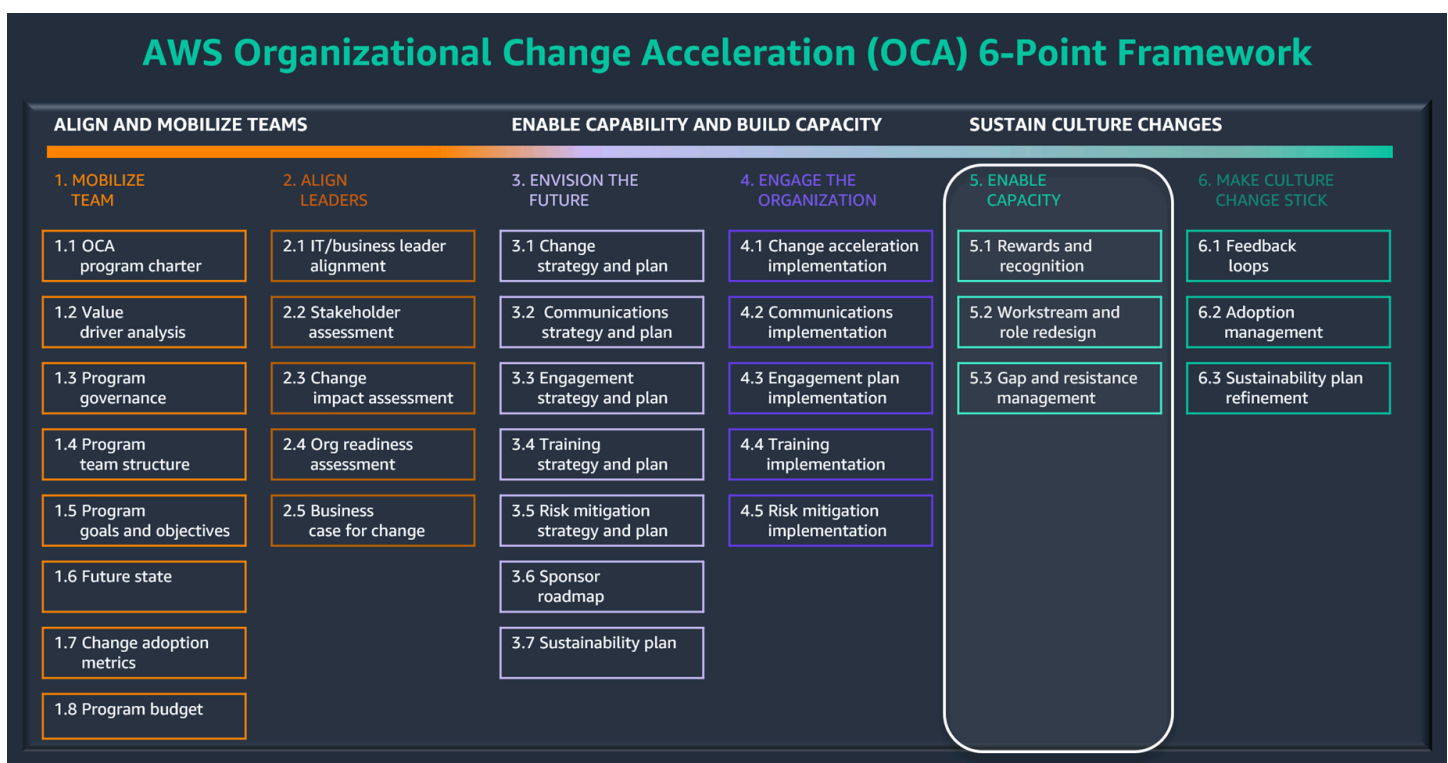 AWS Organizational Change Acceleration (OCA) 6-Point Framework
ALIGN AND MOBILIZE TEAMS
ENABLE CAPABILITY AND BUILD CAPACITY
SUSTAIN CULTURE CHANGES
1. MOBILIZE
TEAM
1.1 OCA
program charter
1.2 Value
driver analysis
1.3 Program
governance
1.4 Program
team structure
1.5 Program
goals and objectives
1.6 Future state
1.7 Change adoption
metrics
1.8 Program budget
2. ALIGN
LEADERS
2.1 IT/business leader
alignment
2.2 Stakeholder
assessment
2.3 Change
impact assessment
2.4 Org readiness
assessment
2.5 Business
case for change
3. ENVISION THE
FUTURE
3.1 Change
strategy and plan
3.2 Communications
strategy and plan
3.3 Engagement
strategy and plan
3.4 Training
strategy and plan
3.5 Risk mitigation
strategy and plan
3.6 Sponsor
roadmap
3.7 Sustainability plan
4. ENGAGE THE
ORGANIZATION
4.1 Change acceleration
implementation
4.2 Communications
implementation
4.3 Engagement plan
implementation
4.4 Training
implementation
4.5 Risk mitigation
implementation
5. ENABLE
CAPACITY
5.1 Rewards and
recognition
5.2 Workstream and
role redesign
5.3 Gap and resistance
management
6. MAKE CULTURE
CHANGE STICK
6.1 Feedback
loops
6.2 Adoption
management
6.3 Sustainability plan
refinement